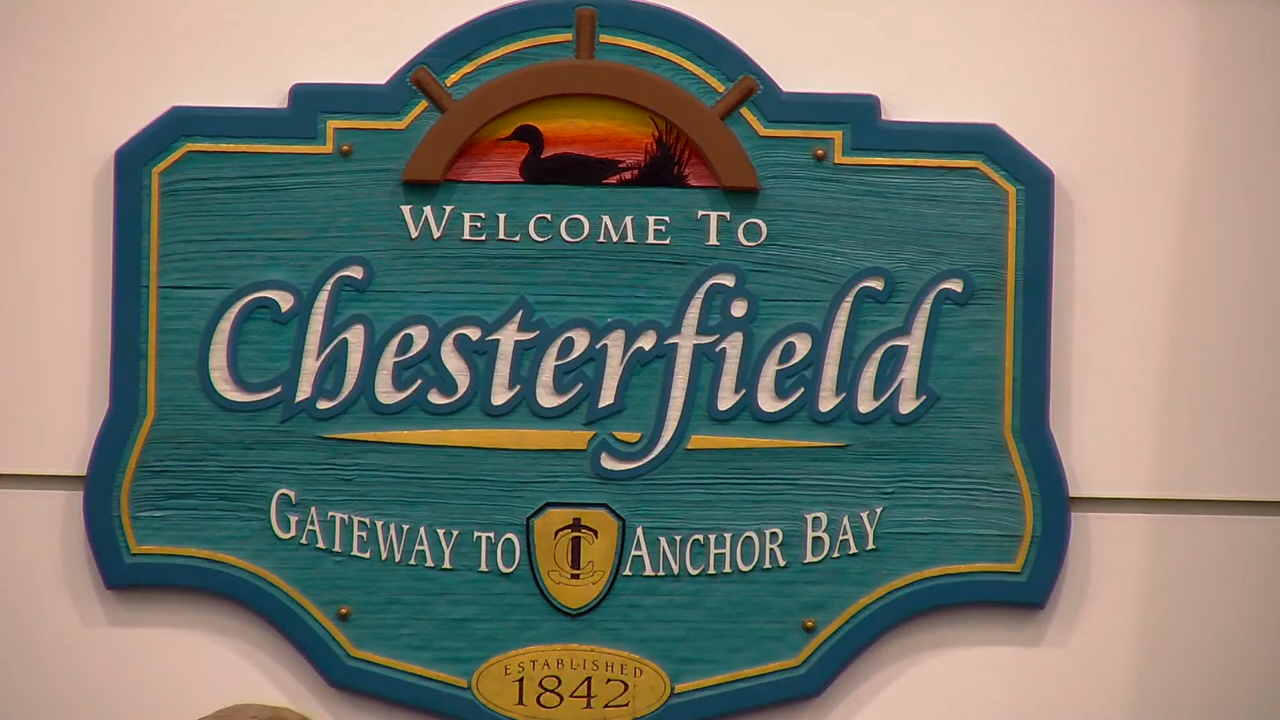 WELCOME TO
Chesterfield
GATEWAY TO ANCHOR BAY
ESTABLISHED
1842